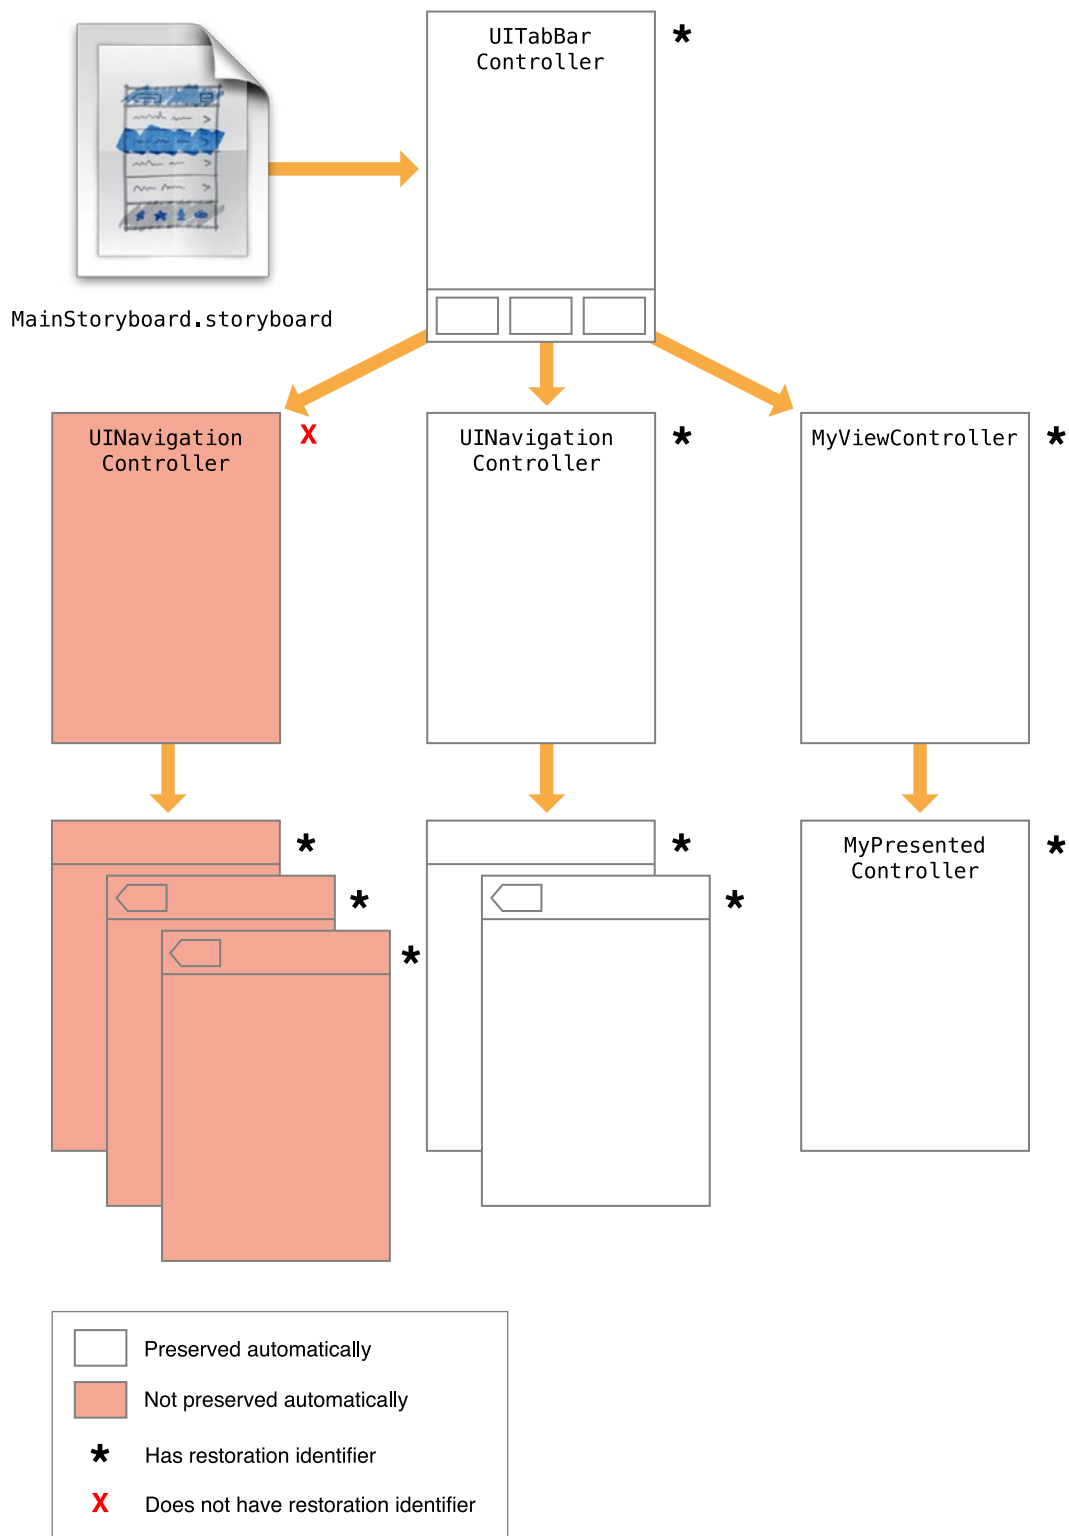 UITabBar
Controller
*
MainStoryboard.storyboard
UINavigation
Controller
X
UINavigation
Controller
*
MyViewController
*
*
*
*
*
*
MyPresented
Controller
*
Preserved automatically
Not preserved automatically
* Has restoration identifier
X Does not have restoration identifier